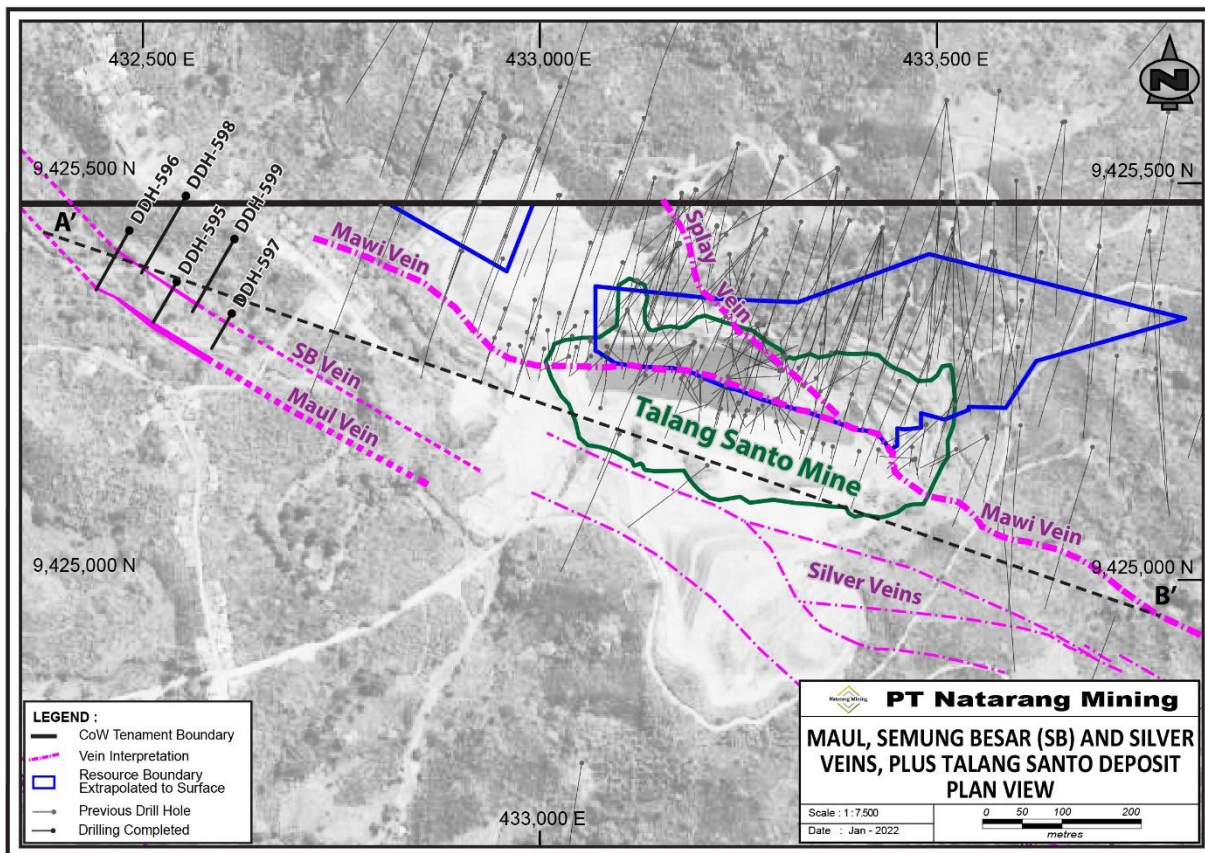 432,500 E
433,000 E
433,500 E
N
9,425,500 N
9,425,500 N
DDH-596
DDH-598
DDH-595
DDH-599
DDH-597
A'
Mawi Vein
Splay
Vein
SB Vein
Maul Vein
Talang Santo Mine
Mawi Vein
Silver Veins
9,425,000 N
9,425,000 N
B'
433,000 E
LEGEND :
CoW Tenament Boundary
Vein Interpretation
Resource Boundary
Extrapolated to Surface
Previous Drill Hole
Drilling Completed
Natarang Mining
PT Natarang Mining
MAUL, SEMUNG BESAR (SB) AND SILVER
VEINS, PLUS TALANG SANTO DEPOSIT
PLAN VIEW
Scale : 1 : 7.500
Date : Jan - 2022
0 50 100 200
metres